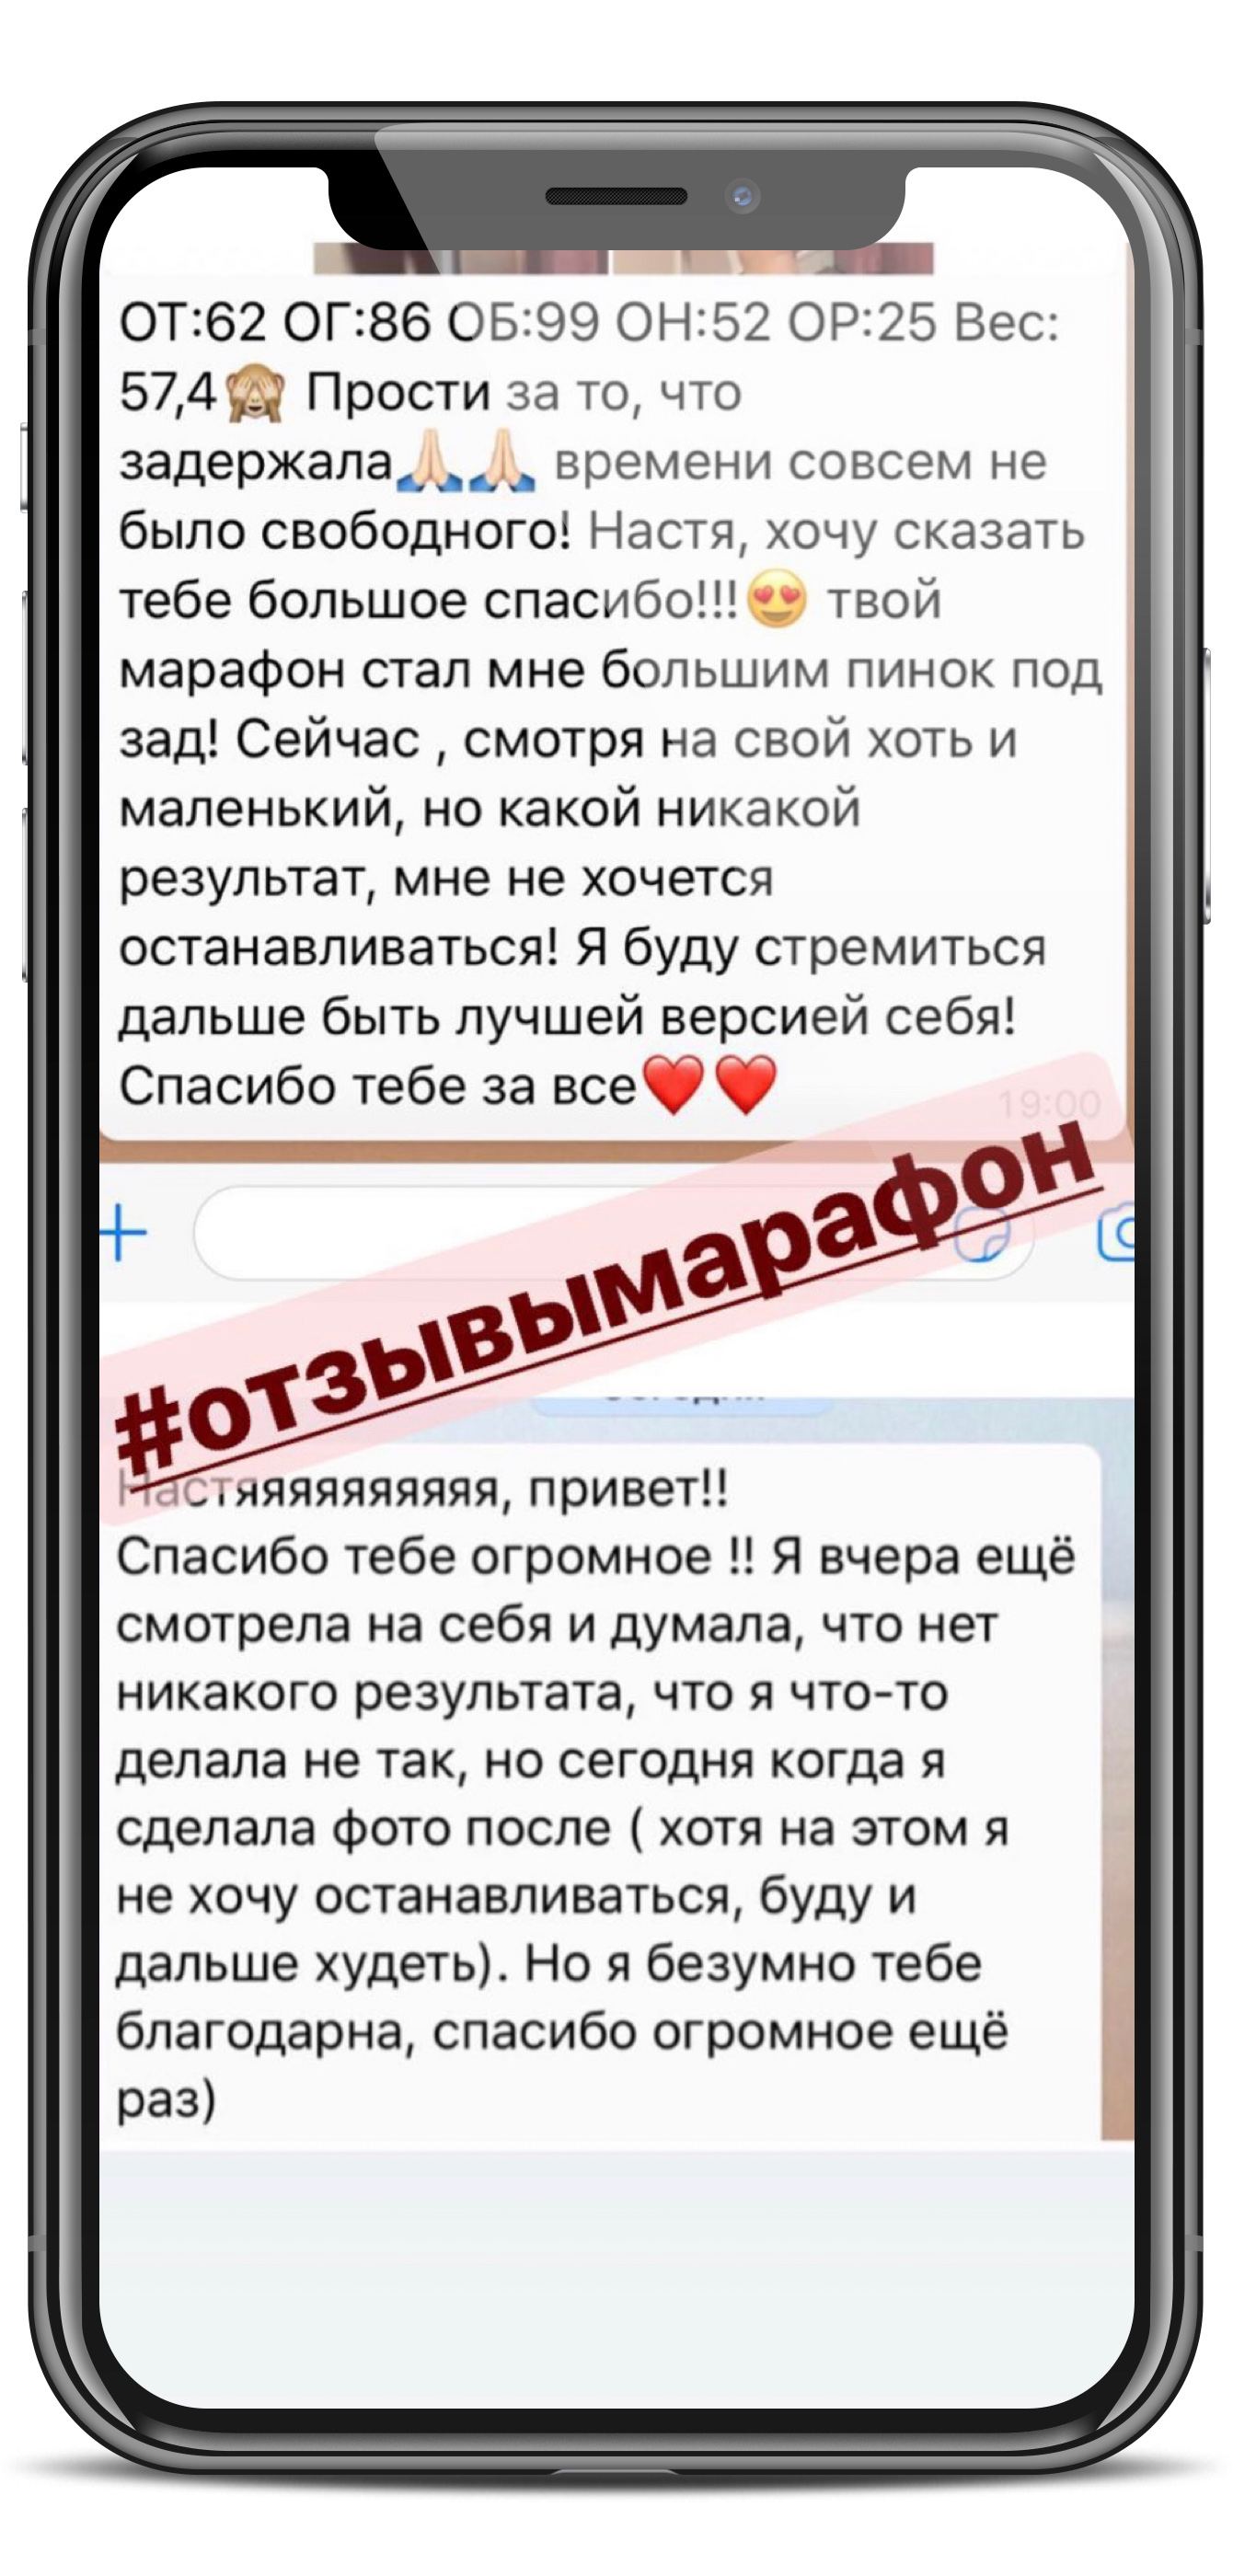 ОТ:62 ОГ:86 ОБ:99 ОН:52 ОР:25 Вес:
57,4🙈 Прости за то, что
задержала🙏🏻🙏🏻 времени совсем не
было свободного! Настя, хочу сказать
тебе большое спасибо!!!😍 твой
марафон стал мне большим пинок под
зад! Сейчас , смотря на свой хоть и
маленький, но какой никакой
результат, мне не хочется
останавливаться! Я буду стремиться
дальше быть лучшей версией себя!
Спасибо тебе за все❤️❤️
19:00
#отзывымарафон
Настяяяяяяяяяяя, привет!!
Спасибо тебе огромное !! Я вчера ещё
смотрела на себя и думала, что нет
никакого результата, что я что-то
делала не так, но сегодня когда я
сделала фото после ( хотя на этом я
не хочу останавливаться, буду и
дальше худеть). Но я безумно тебе
благодарна, спасибо огромное ещё
раз)